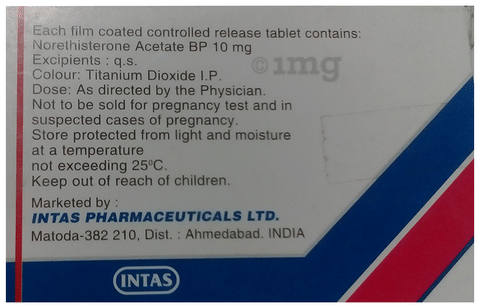 Each film coated controlled release tablet contains:
Norethisterone Acetate BP 10 mg
Excipients : q.s.
Colour: Titanium Dioxide I.P.
Dose: As directed by the Physician.
Not to be sold for pregnancy test and in
suspected cases of pregnancy.
Store protected from light and moisture
at a temperature
not exceeding 25⁰C.
Keep out of reach of children.
Marketed by :
INTAS PHARMACEUTICALS LTD.
Matoda-382 210, Dist. : Ahmedabad. INDIA
INTAS
©1mg